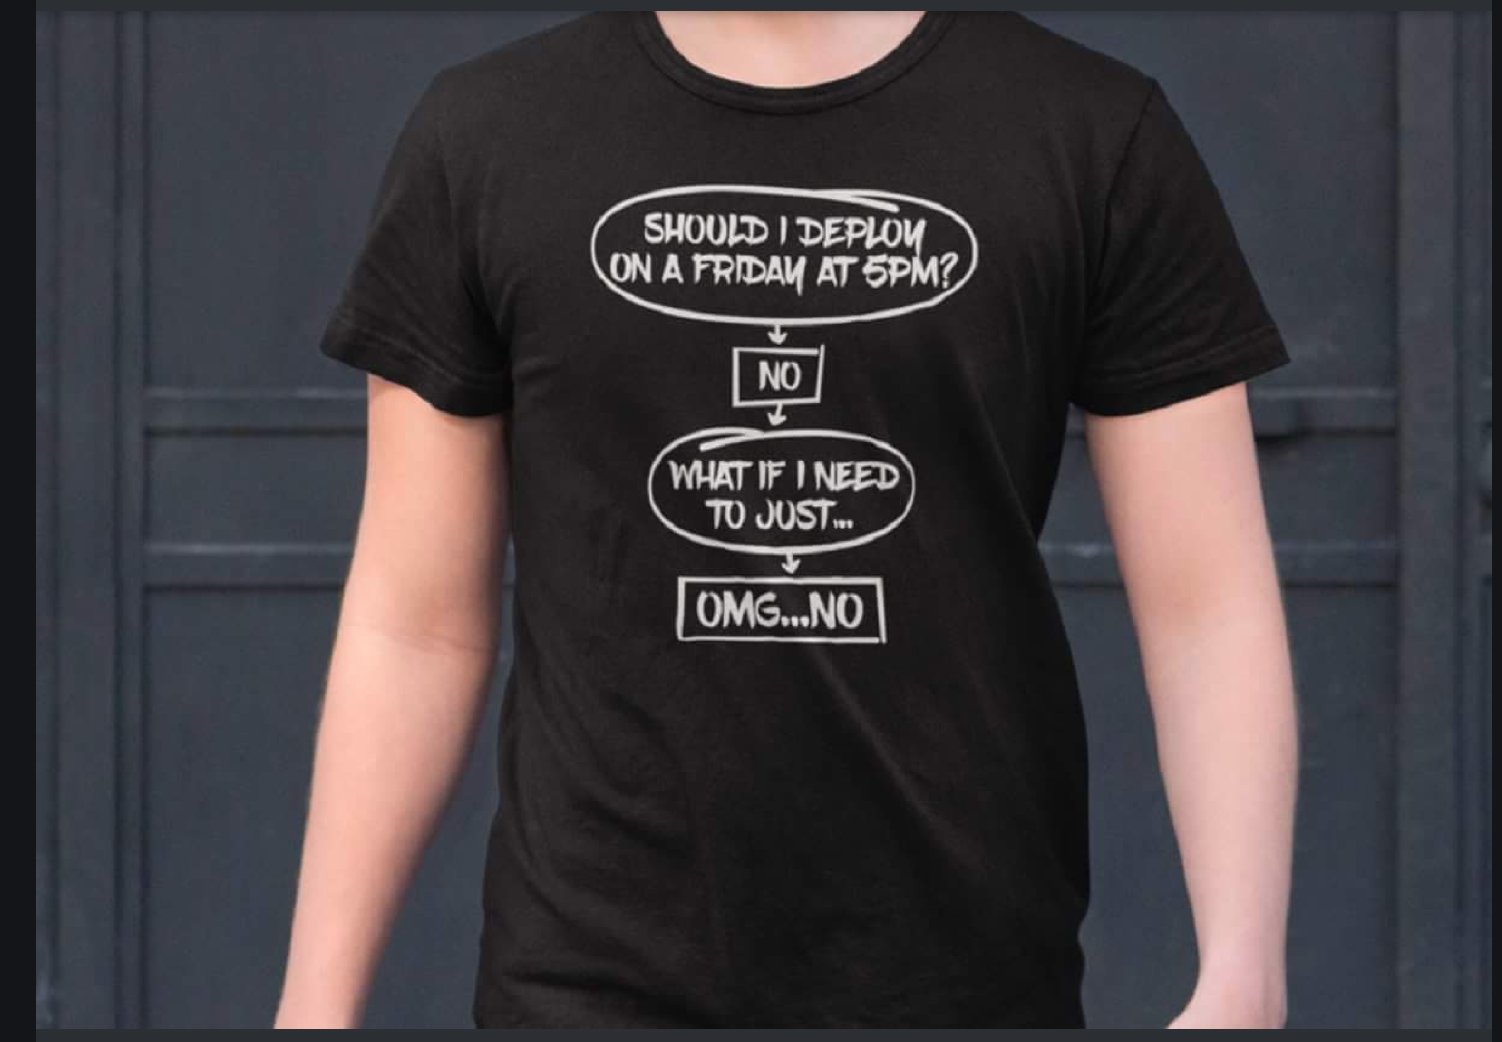 SHOULD I DEPLOY
ON A FRIDAY AT 5PM?
NO
WHAT IF I NEED
TO JUST...
OMG...NO